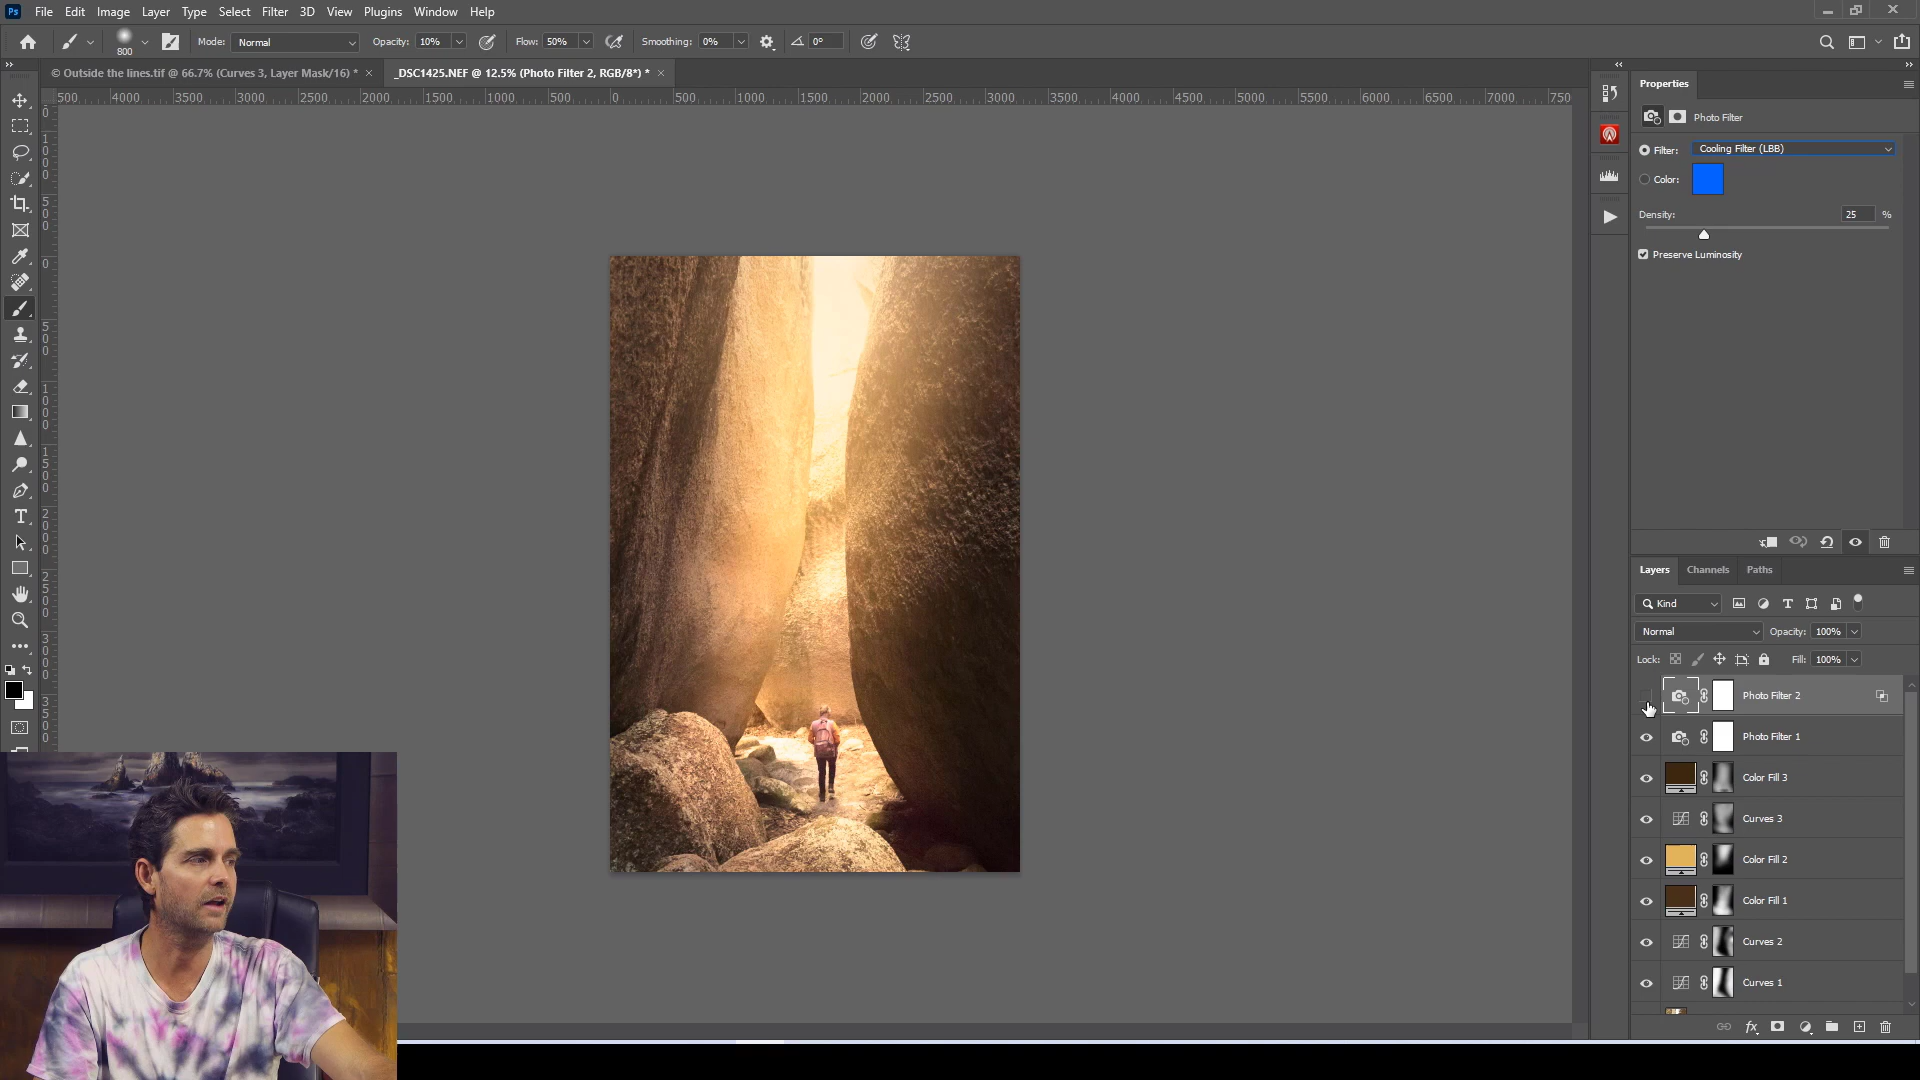 Ps File Edit Image Layer Type Select Filter 3D View Plugins Window Help
800 Mode: Normal Opacity: 10% Flow: 50% Smoothing: 0% 0°
© Outside the lines.tif @ 66.7% (Curves 3, Layer Mask/16) * × _DSC1425.NEF @ 12.5% (Photo Filter 2, RGB/8*) * ×
500 4000 3500 3000 2500 2000 1500 1000 500 0 500 1000 1500 2000 2500 3000 3500 4000 4500 5000 5500 6000 6500 7000 750
0
1000
500
0
500
1000
1500
2000
2500
3000
3500
Properties
Photo Filter
Filter: Cooling Filter (LBB)
Color:
Density: 25 %
Preserve Luminosity
Layers Channels Paths
Kind
Normal Opacity: 100%
Lock: Fill: 100%
Photo Filter 2
Photo Filter 1
Color Fill 3
Curves 3
Color Fill 2
Color Fill 1
Curves 2
Curves 1
fx